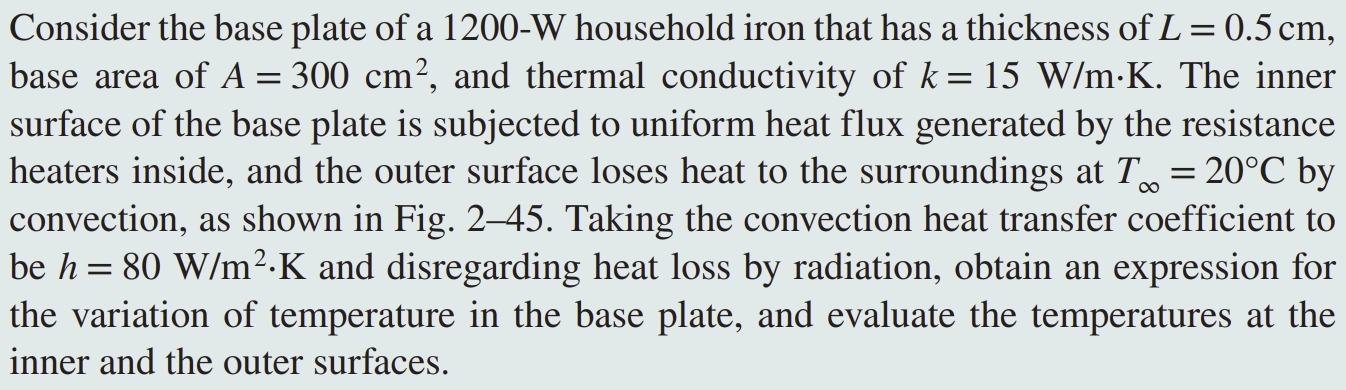 Consider the base plate of a 1200-W household iron that has a thickness of L = 0.5 cm,
base area of A = 300 cm², and thermal conductivity of k = 15 W/m·K. The inner
surface of the base plate is subjected to uniform heat flux generated by the resistance
heaters inside, and the outer surface loses heat to the surroundings at T∞ = 20°C by
convection, as shown in Fig. 2–45. Taking the convection heat transfer coefficient to
be h = 80 W/m²·K and disregarding heat loss by radiation, obtain an expression for
the variation of temperature in the base plate, and evaluate the temperatures at the
inner and the outer surfaces.